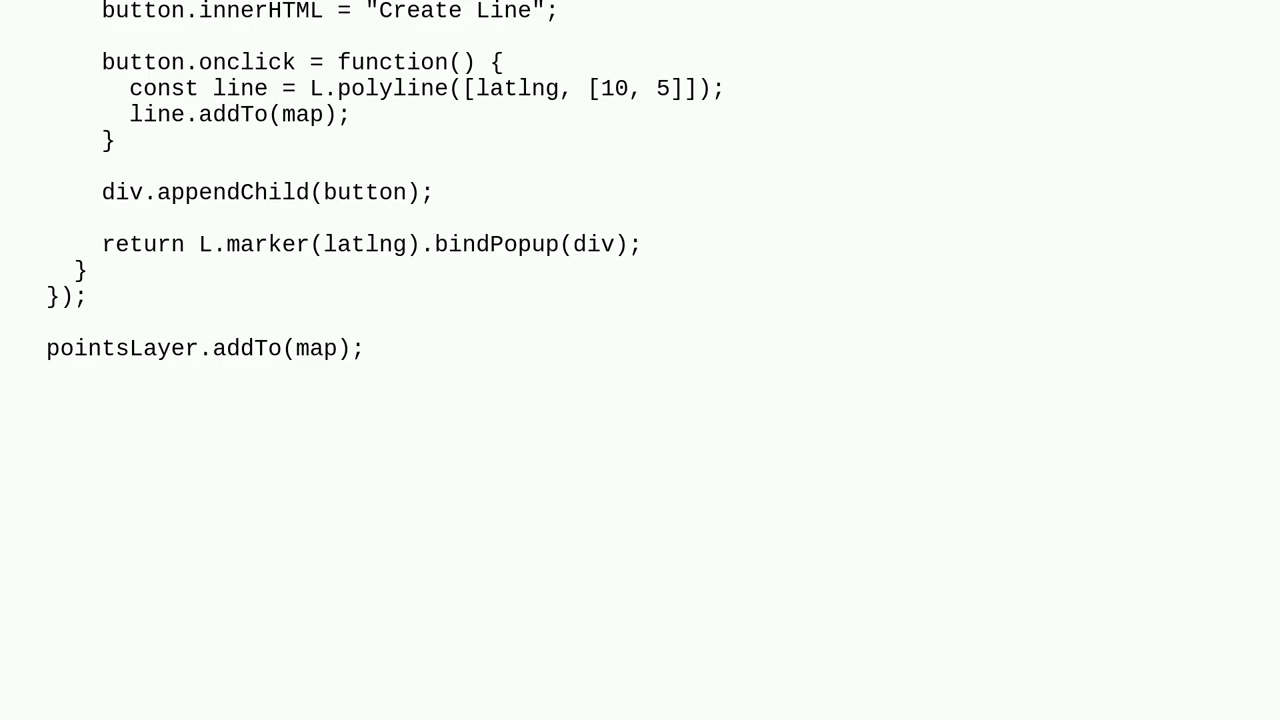 button.innerHTML = "Create Line";
button.onclick = function() {
const line = L.polyline([latlng, [10, 5]]);
line.addTo(map);
}
div.appendChild(button);
return L.marker(latlng).bindPopup(div);
}
});
pointsLayer.addTo(map);